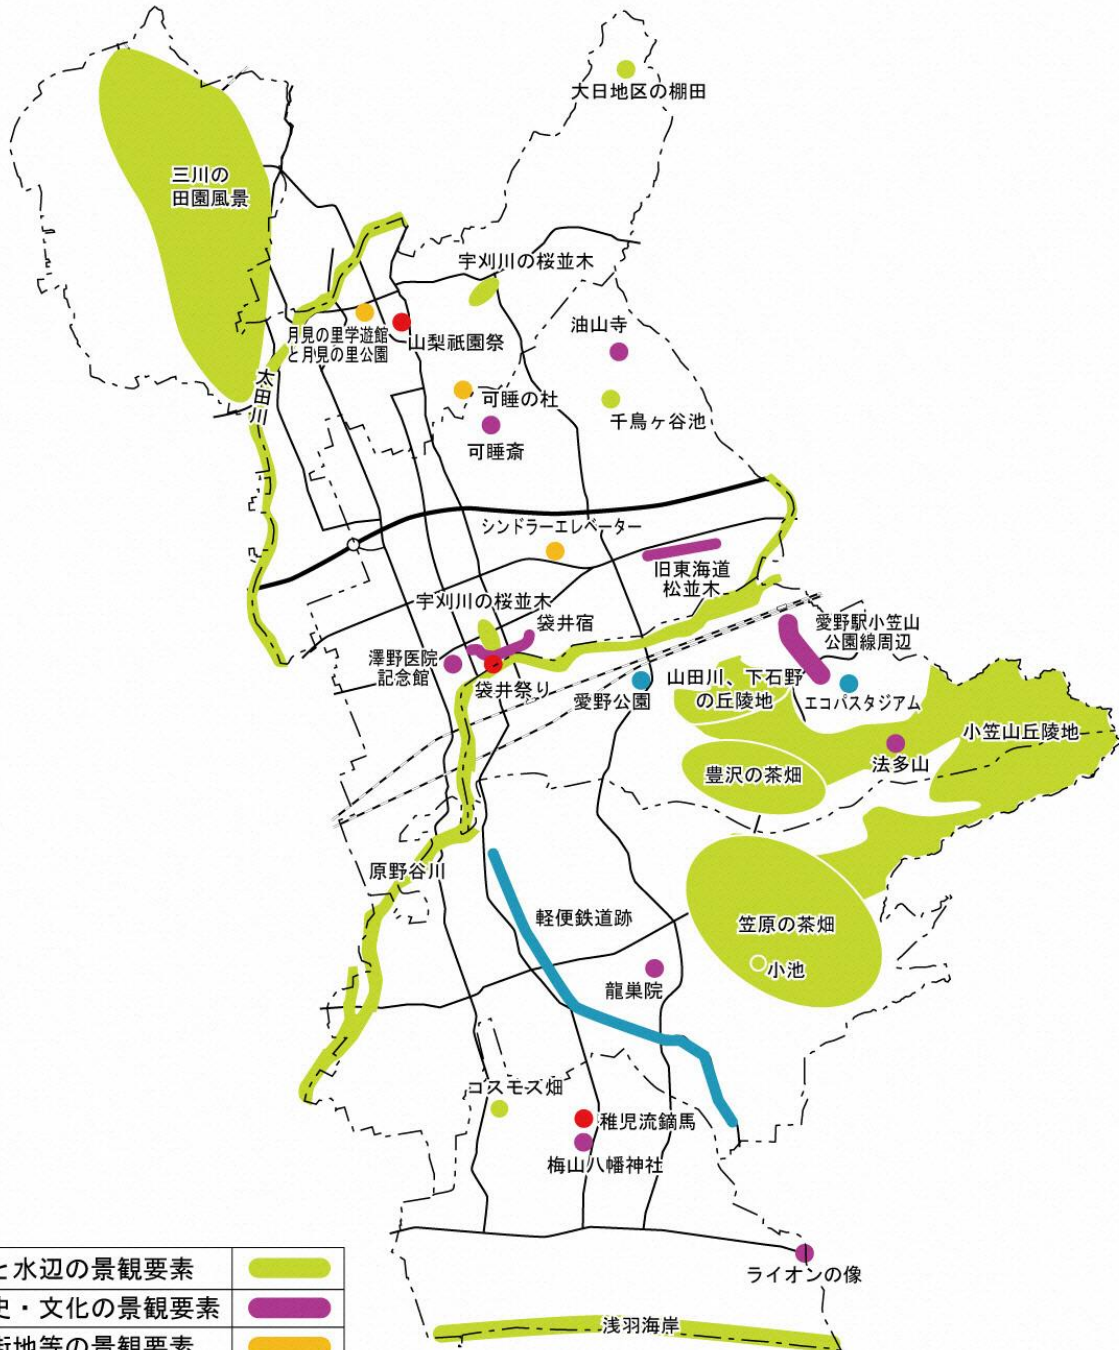 大日地区の棚田
三川の
田園風景
宇刈川の桜並木
油山寺
月見の里学遊館
と月見の里公園
山梨祇園祭
太田川
可睡の杜
千鳥ヶ谷池
可睡斎
シンドラーエレベーター
旧東海道
松並木
宇刈川の桜並木
袋井宿
愛野駅小笠山
公園線周辺
澤野医院
記念館
袋井祭り
愛野公園
山田川、下石野
の丘陵地
エコパスタジアム
小笠山丘陵地
法多山
豊沢の茶畑
原野谷川
軽便鉄道跡
笠原の茶畑
小池
龍巣院
コスモス畑
稚児流鏑馬
梅山八幡神社
ライオンの像
浅羽海岸
と水辺の景観要素
史・文化の景観要素
街地等の景観要素